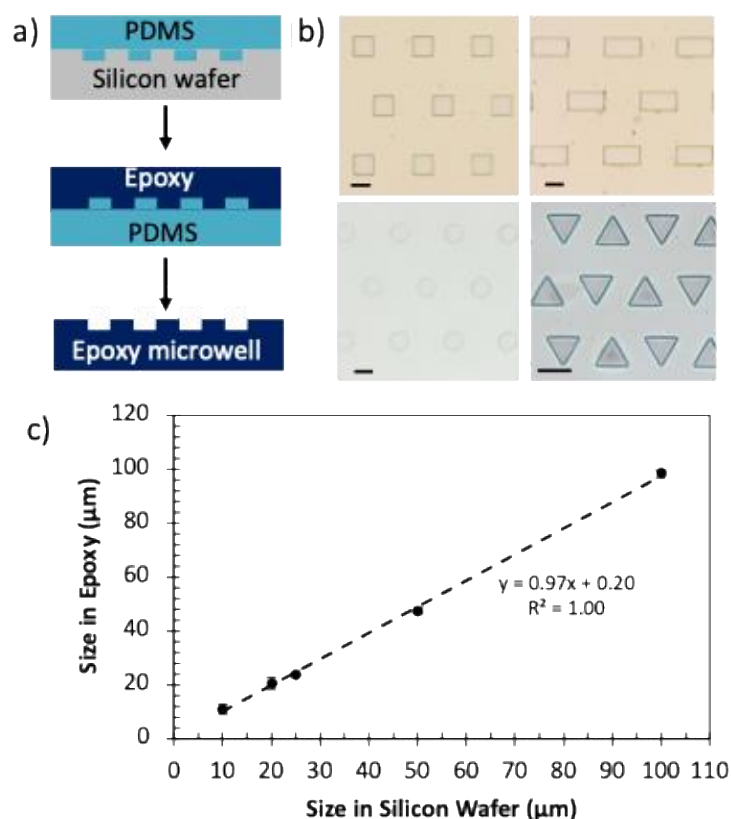 a)
PDMS
Silicon wafer
Epoxy
PDMS
Epoxy microwell
b)
c)
120
100
80
60
40
20
0
Size in Epoxy (μm)
y = 0.97x + 0.20
R² = 1.00
0 10 20 30 40 50 60 70 80 90 100 110
Size in Silicon Wafer (μm)